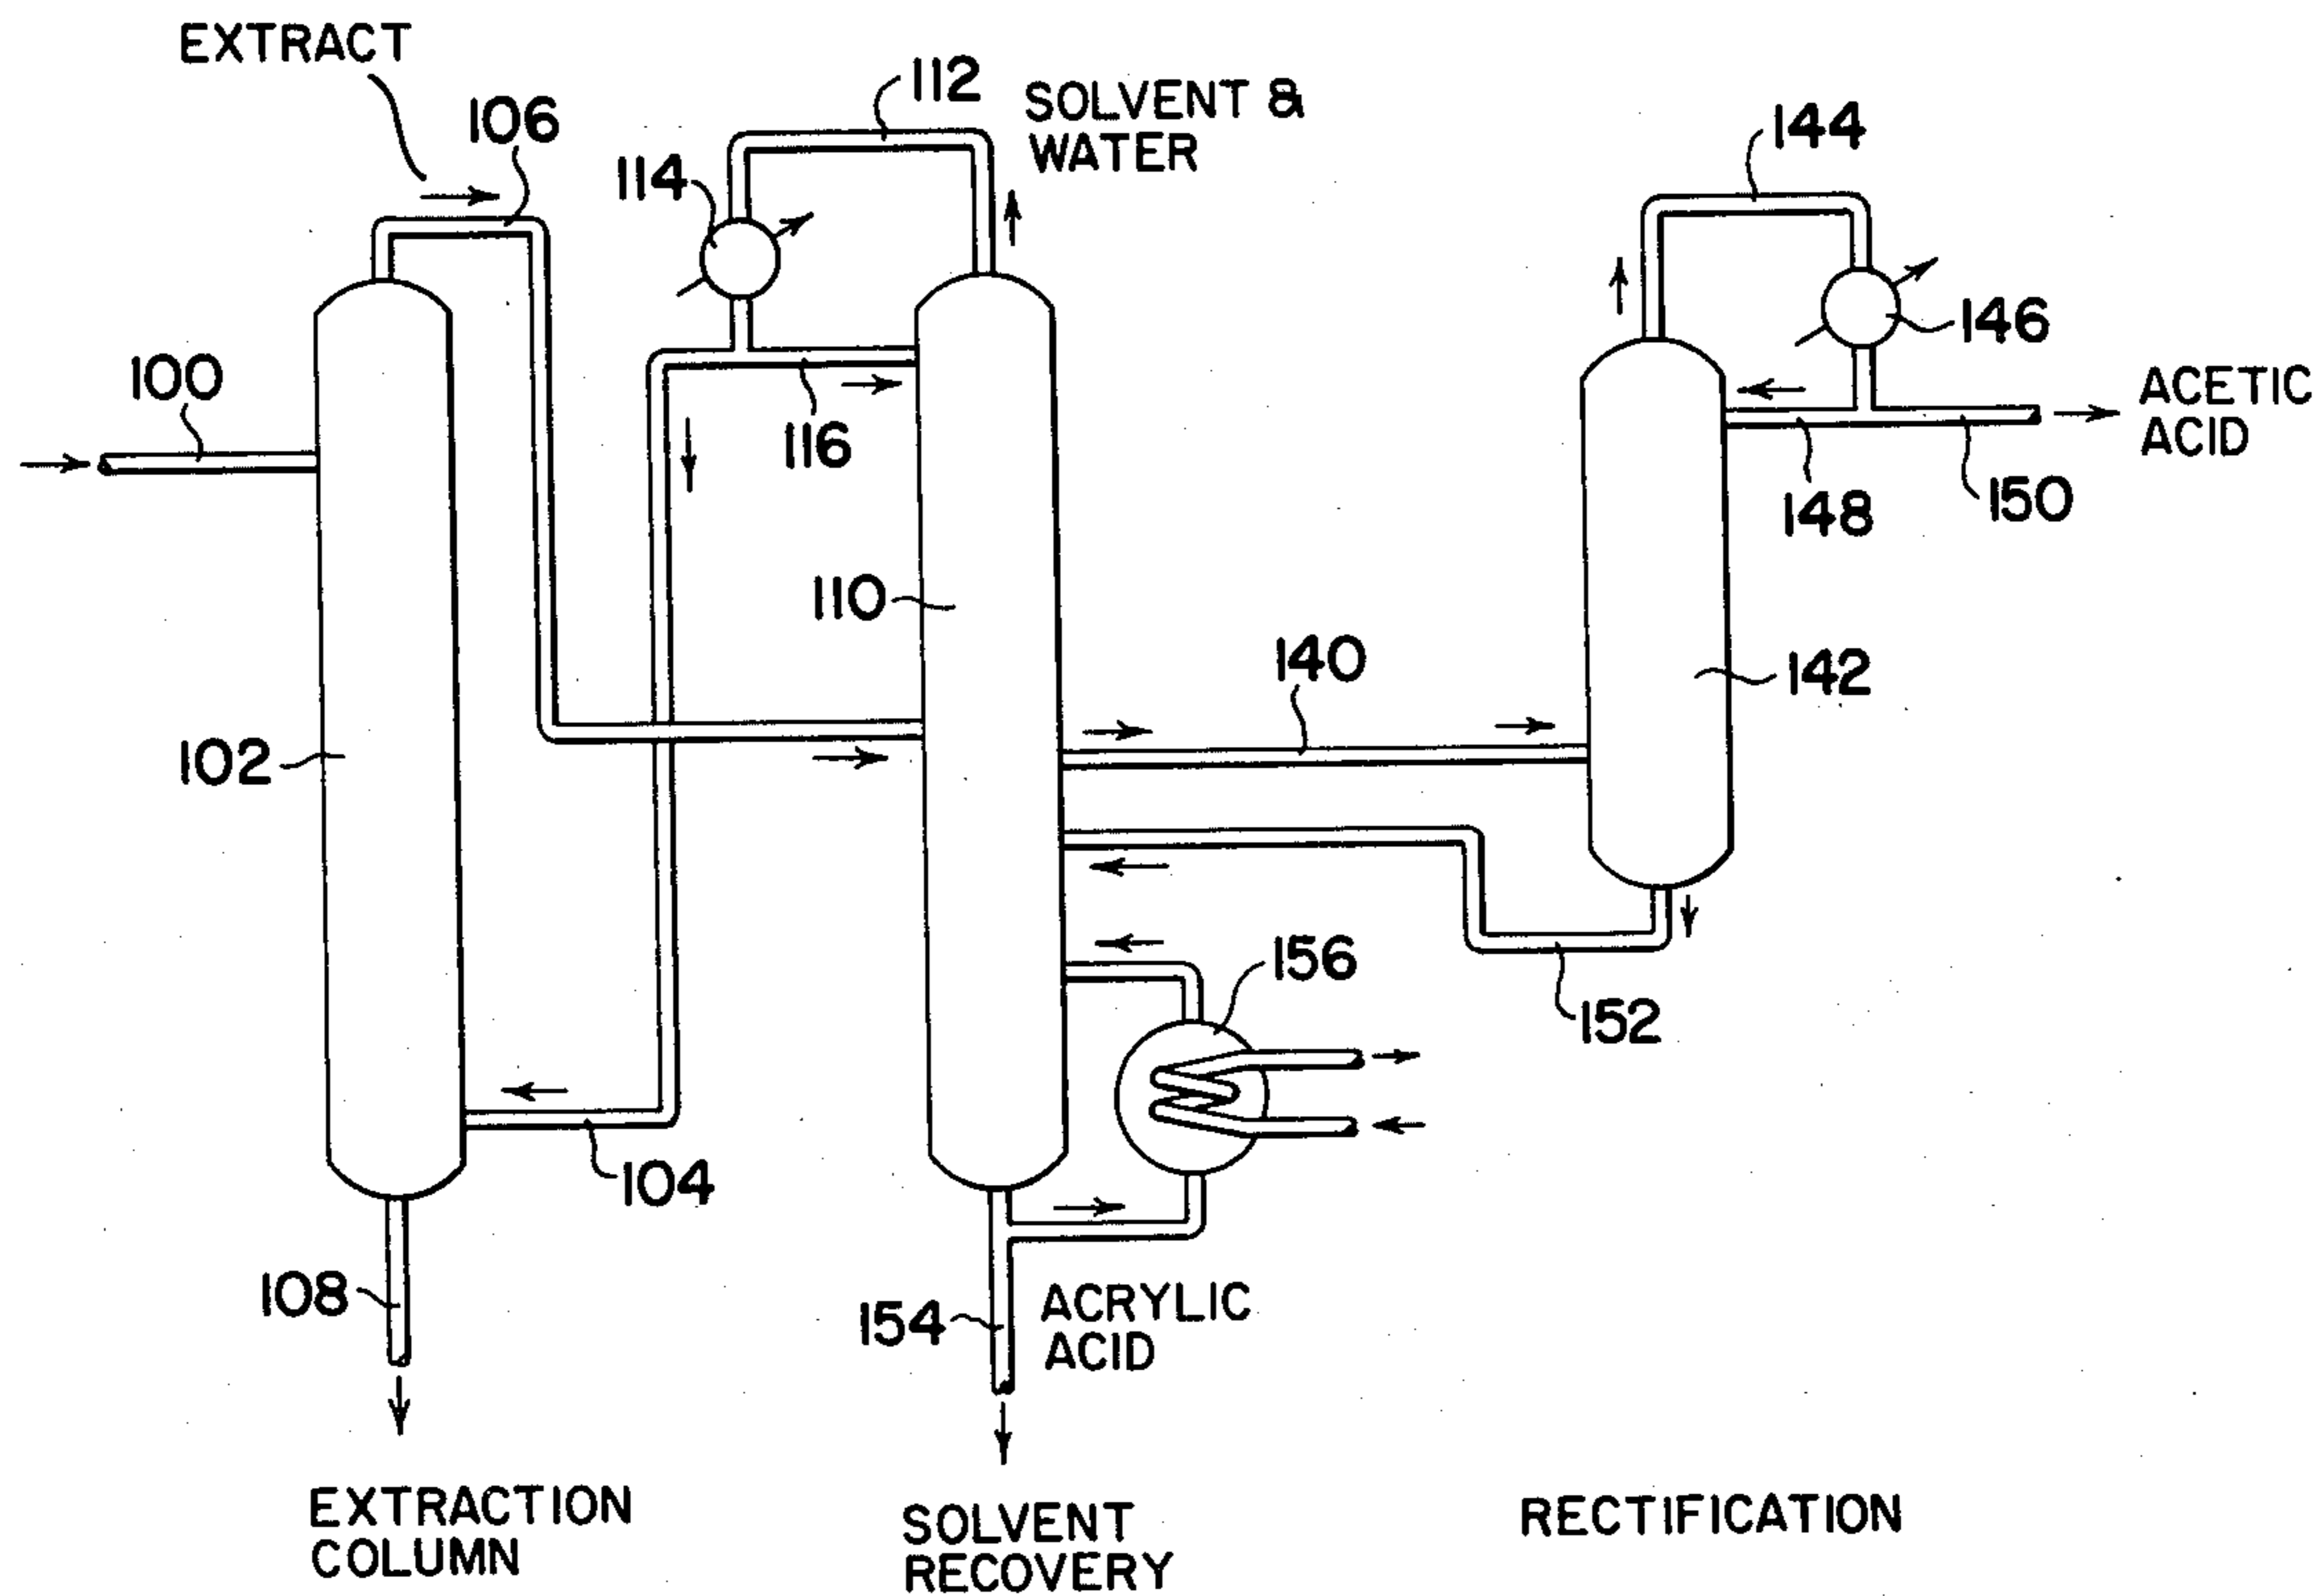 EXTRACT
106
112
SOLVENT &
WATER
114
144
100
116
146
ACETIC
ACID
148
150
110
140
142
102
156
152
104
108
154
ACRYLIC
ACID
EXTRACTION
COLUMN
SOLVENT
RECOVERY
RECTIFICATION